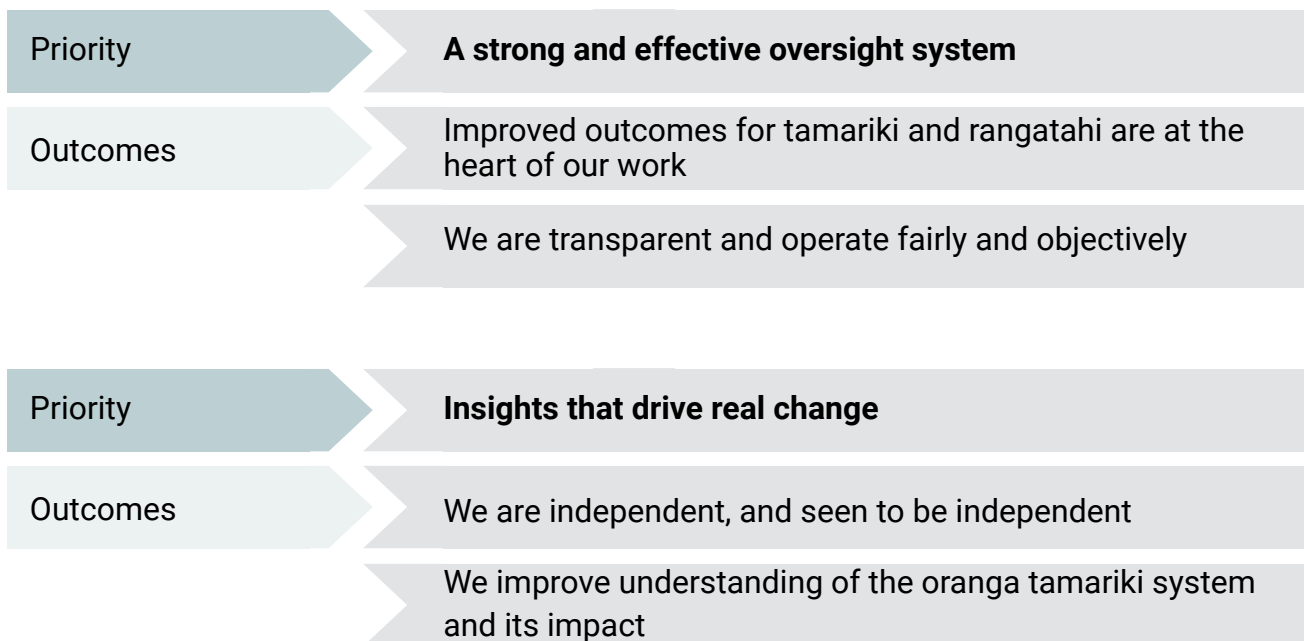 Priority
A strong and effective oversight system
Outcomes
Improved outcomes for tamariki and rangatahi are at the
heart of our work
We are transparent and operate fairly and objectively
Priority
Insights that drive real change
Outcomes
We are independent, and seen to be independent
We improve understanding of the oranga tamariki system
and its impact